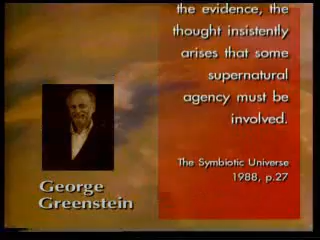 the evidence, the
thought insistently
arises that some
supernatural
agency must be
involved.
The Symbiotic Universe
1988, p.27
George
Greenstein